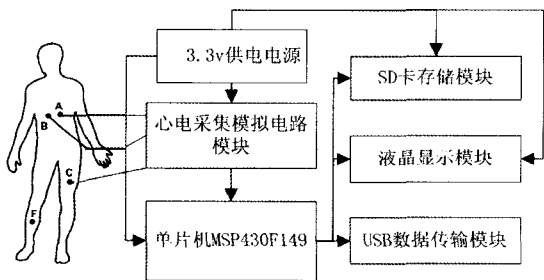 3.3v供电电源
SD卡存储模块
A
B
心电采集模拟电路
模块
液晶显示模块
C
F
单片机MSP430F149
USB数据传输模块